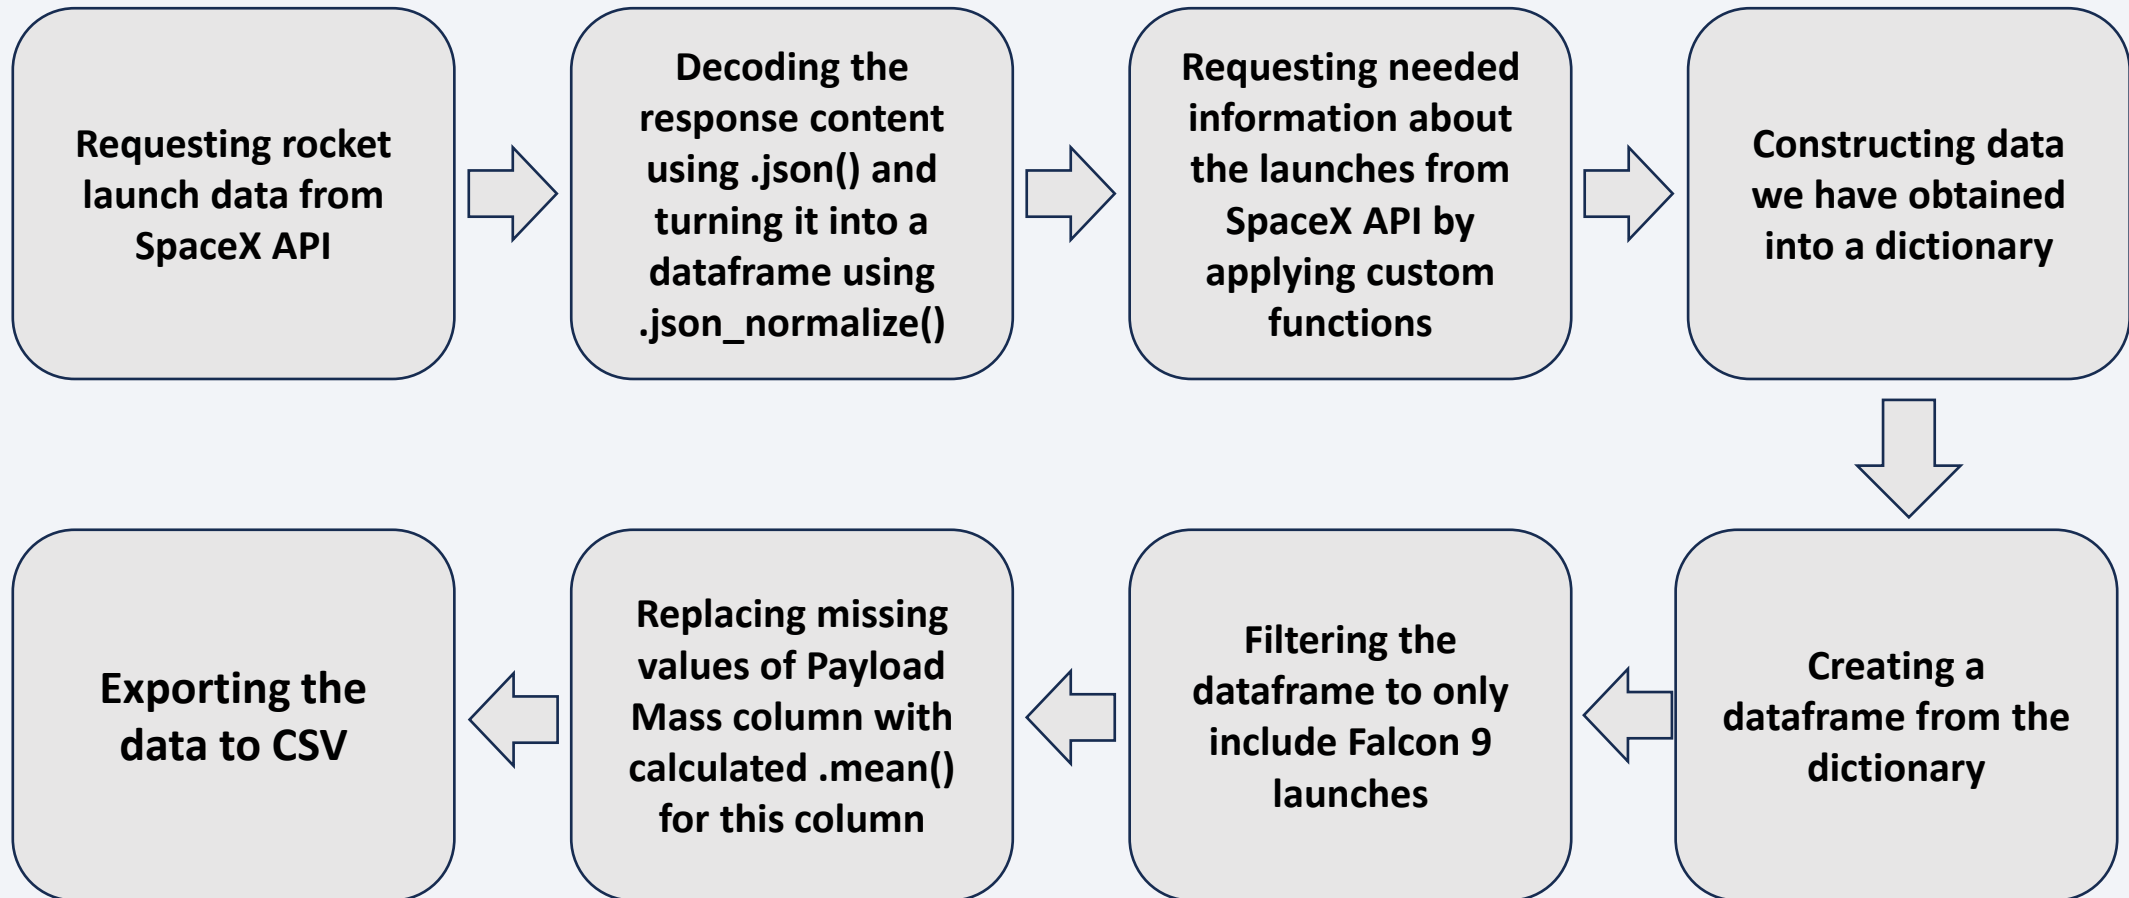 Requesting rocket
launch data from
SpaceX API
Decoding the
response content
using .json() and
turning it into a
dataframe using
.json_normalize()
Requesting needed
information about
the launches from
SpaceX API by
applying custom
functions
Constructing data
we have obtained
into a dictionary
Creating a
dataframe from the
dictionary
Filtering the
dataframe to only
include Falcon 9
launches
Replacing missing
values of Payload
Mass column with
calculated .mean()
for this column
Exporting the
data to CSV